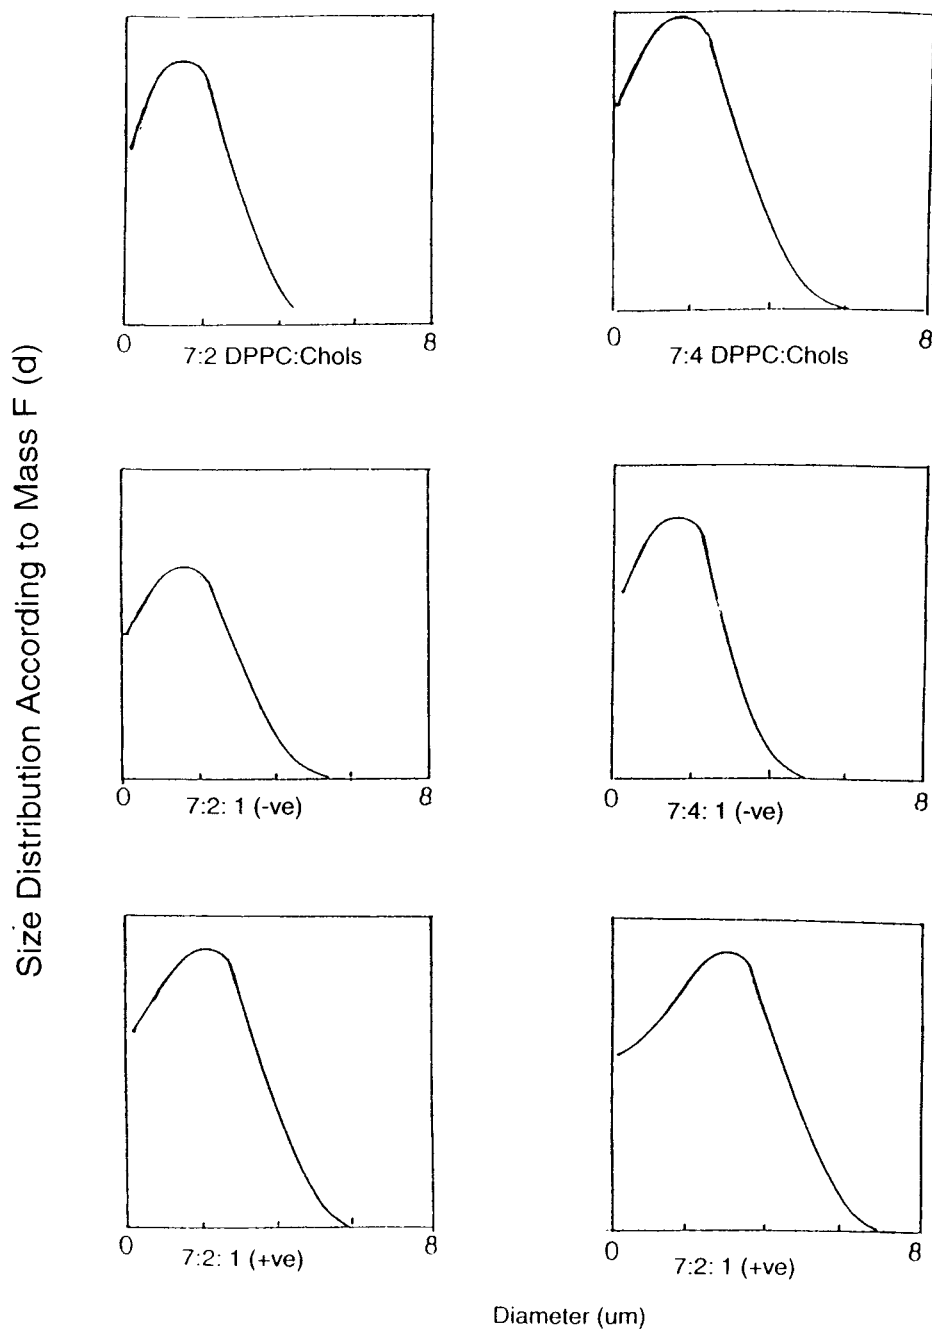 Size Distribution According to Mass F (d)
0 8 0 8
7:2 DPPC:Chols 7:4 DPPC:Chols
0 8 0 8
7:2: 1 (-ve) 7:4: 1 (-ve)
0 8 0 8
7:2: 1 (+ve) 7:2: 1 (+ve)
Diameter (um)